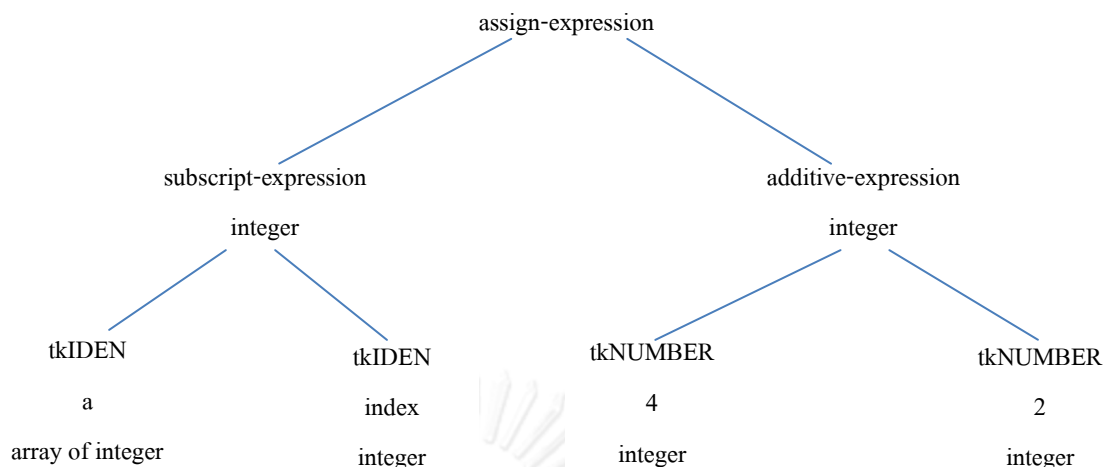 assign-expression
subscript-expression additive-expression
integer integer
tkIDEN tkIDEN tkNUMBER tkNUMBER
a index 4 2
array of integer integer integer integer